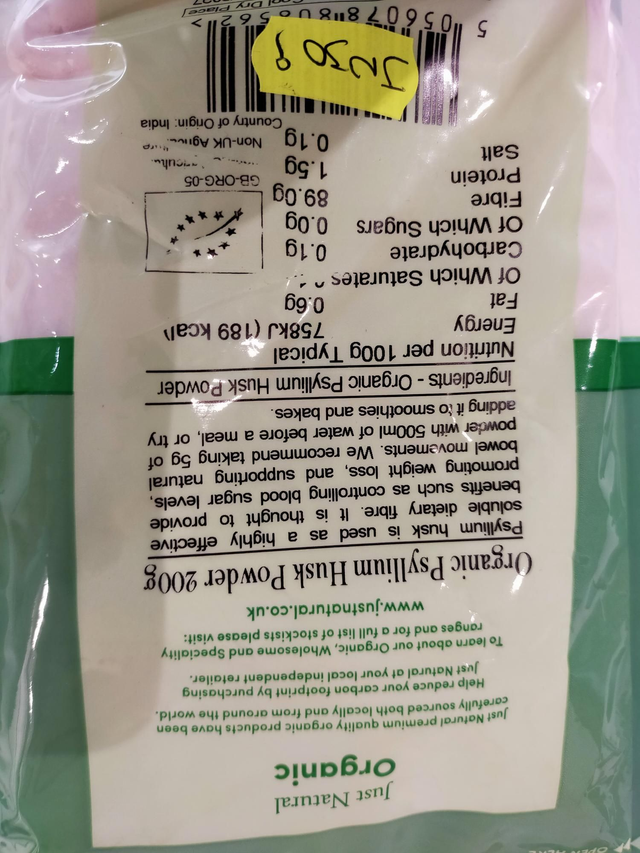 Just Natural
Organic
Just Natural premium quality organic products have been
carefully sourced both locally and from around the world.
Help reduce your carbon footprint by purchasing
Just Natural at your local independent retailer.
To learn about our Organic, Wholesome and Speciality
ranges and for a full list of stockists please visit:
www.justnatural.co.uk
Organic Psyllium Husk Powder 200g
Psyllium husk is used as a highly effective
soluble dietary fibre. It is thought to provide
benefits such as controlling blood sugar levels,
promoting weight loss, and supporting natural
bowel movements. We recommend taking 5g of
powder with 500ml of water before a meal, or try
adding it to smoothies and bakes.
Ingredients - Organic Psyllium Husk Powder
Nutrition per 100g Typical
Energy 758kJ (189 kcal)
Fat 0.6g
Of Which Saturates
Carbohydrate 0.1g
Of Which Sugars 0.0g
Fibre 89.0g
Protein 1.5g
Salt 0.1g
GB-ORG-05
Non-UK
Country of Origin: India
Dry Place